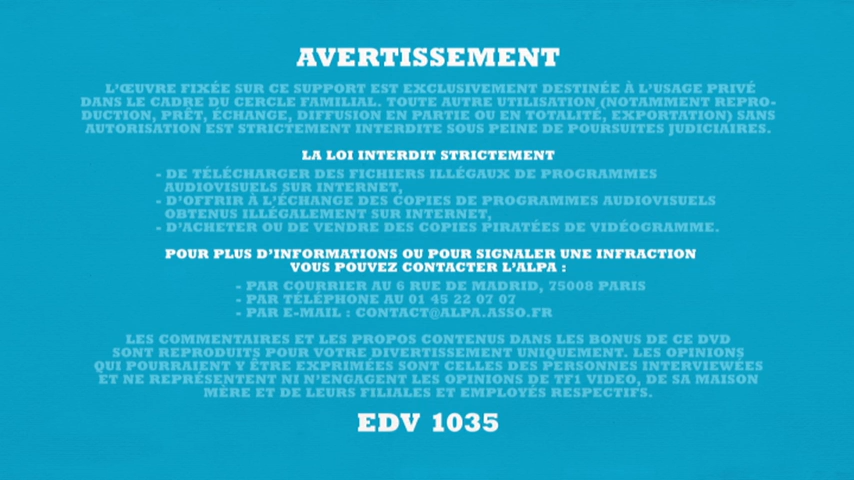 AVERTISSEMENT
L'ŒUVRE FIXÉE SUR CE SUPPORT EST EXCLUSIVEMENT DESTINÉE À L'USAGE PRIVÉ
DANS LE CADRE DU CERCLE FAMILIAL. TOUTE AUTRE UTILISATION (NOTAMMENT REPRO-
DUCTION, PRÊT, ÉCHANGE, DIFFUSION EN PARTIE OU EN TOTALITÉ, EXPORTATION) SANS
AUTORISATION EST STRICTEMENT INTERDITE SOUS PEINE DE POURSUITES JUDICIAIRES.
LA LOI INTERDIT STRICTEMENT
- DE TÉLÉCHARGER DES FICHIERS ILLÉGAUX DE PROGRAMMES
AUDIOVISUELS SUR INTERNET,
- D'OFFRIR À L'ÉCHANGE DES COPIES DE PROGRAMMES AUDIOVISUELS
OBTENUS ILLÉGALEMENT SUR INTERNET,
- D'ACHETER OU DE VENDRE DES COPIES PIRATÉES DE VIDÉOGRAMME.
POUR PLUS D'INFORMATIONS OU POUR SIGNALER UNE INFRACTION
VOUS POUVEZ CONTACTER L'ALPA :
- PAR COURRIER AU 6 RUE DE MADRID, 75008 PARIS
- PAR TÉLÉPHONE AU 01 45 22 07 07
- PAR E-MAIL : CONTACT@ALPA.ASSO.FR
LES COMMENTAIRES ET LES PROPOS CONTENUS DANS LES BONUS DE CE DVD
SONT REPRODUITS POUR VOTRE DIVERTISSEMENT UNIQUEMENT. LES OPINIONS
QUI POURRAIENT Y ÊTRE EXPRIMÉES SONT CELLES DES PERSONNES INTERVIEWÉES
ET NE REPRÉSENTENT NI N'ENGAGENT LES OPINIONS DE TF1 VIDEO, DE SA MAISON
MÈRE ET DE LEURS FILIALES ET EMPLOYÉS RESPECTIFS.
EDV 1035